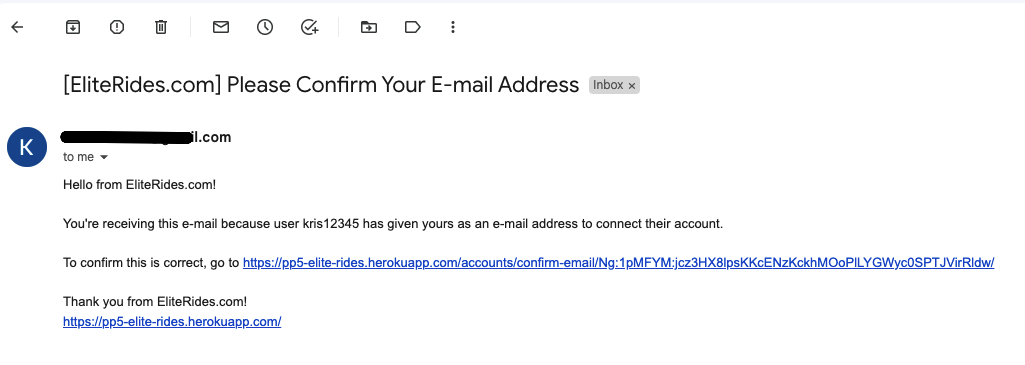 [EliteRides.com] Please Confirm Your E-mail Address Inbox ×
K
il.com
to me
Hello from EliteRides.com!
You're receiving this e-mail because user kris12345 has given yours as an e-mail address to connect their account.
To confirm this is correct, go to https://pp5-elite-rides.herokuapp.com/accounts/confirm-email/Ng:1pMFYM:jcz3HX8lpsKKcENzKckhMOoPlLYGWyc0SPTJVirRldw/
Thank you from EliteRides.com!
https://pp5-elite-rides.herokuapp.com/